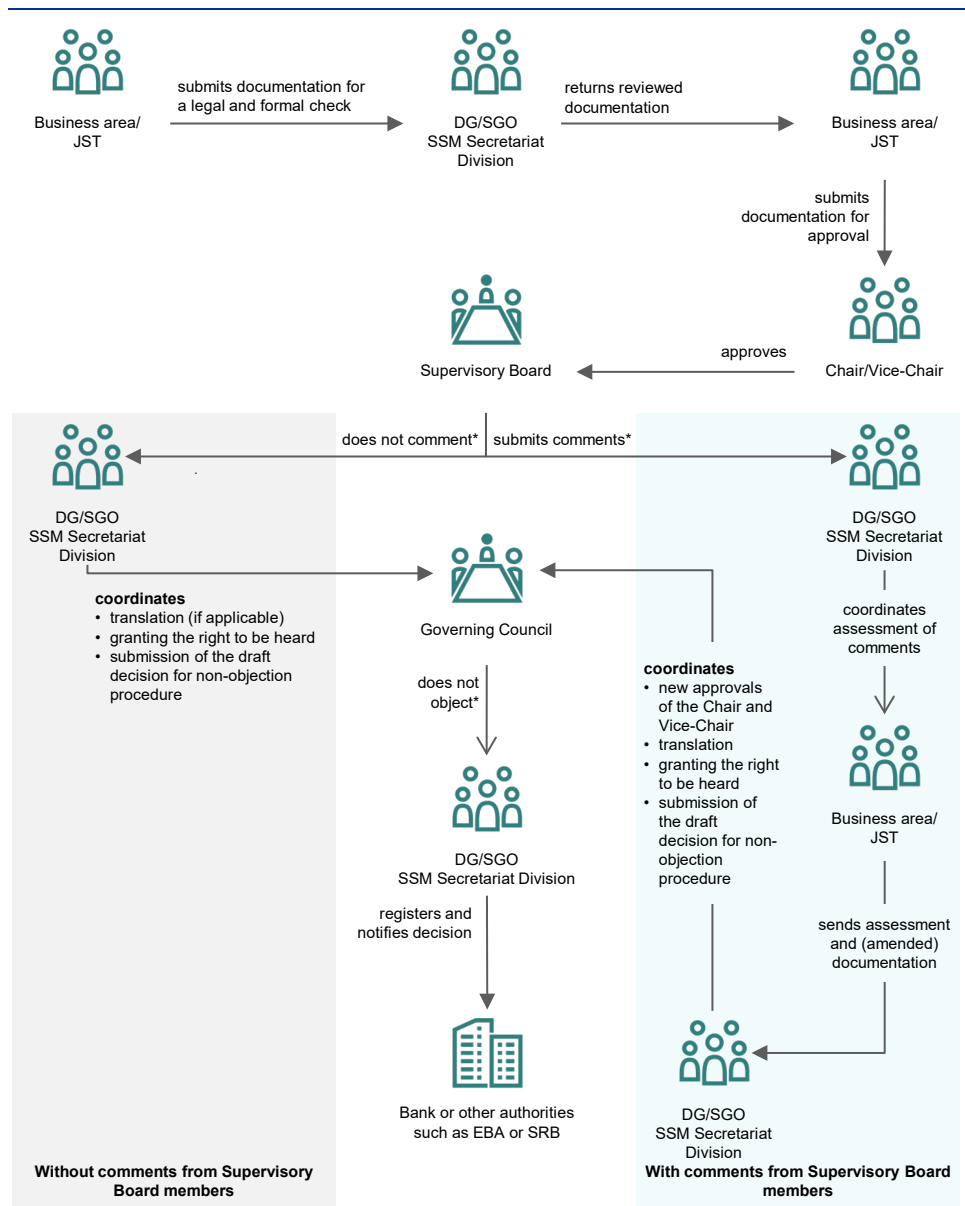 submits documentation for
a legal and formal check
returns reviewed
documentation
Business area/
JST
DG/SGO
SSM Secretariat
Division
Business area/
JST
submits
documentation for
approval
approves
Supervisory Board
Chair/Vice-Chair
does not comment*
submits comments*
DG/SGO
SSM Secretariat
Division
DG/SGO
SSM Secretariat
Division
coordinates
• translation (if applicable)
• granting the right to be heard
• submission of the draft
decision for non-objection
procedure
Governing Council
coordinates
assessment of
comments
does not
object*
coordinates
• new approvals
of the Chair and
Vice-Chair
• translation
• granting the right
to be heard
• submission of
the draft
decision for non-
objection
procedure
Business area/
JST
DG/SGO
SSM Secretariat Division
registers and
notifies decision
sends assessment
and (amended)
documentation
Bank or other authorities
such as EBA or SRB
DG/SGO
SSM Secretariat
Division
Without comments from Supervisory
Board members
With comments from Supervisory Board
members